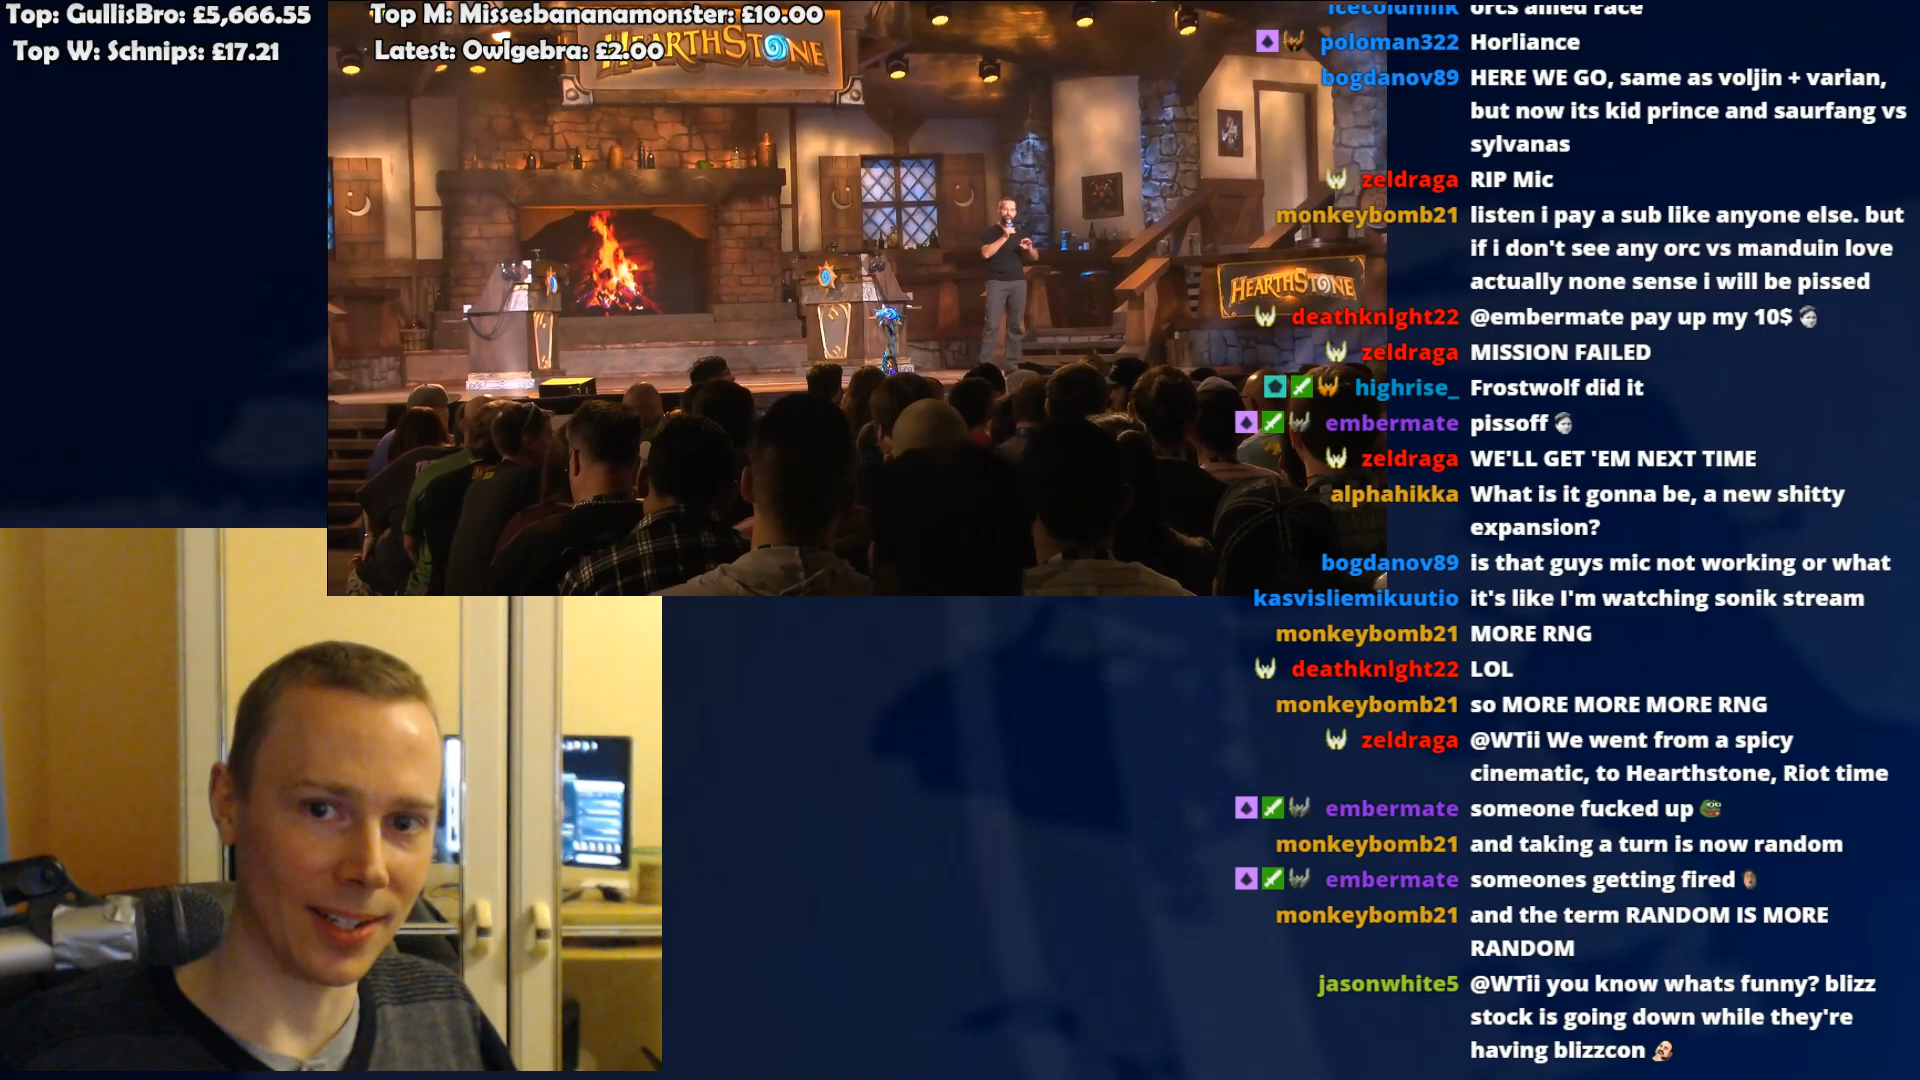 Top: GullisBro: £5,666.55
Top W: Schnips: £17.21
Top M: Missesbananamonster: £10.00
Latest: Owlgebra: £2.00
HEARTHSTONE
HEARTHSTONE
icecoldmilk orcs allied race
poloman322 Horliance
bogdanov89 HERE WE GO, same as voljin + varian,
but now its kid prince and saurfang vs
sylvanas
zeldraga RIP Mic
monkeybomb21 listen i pay a sub like anyone else. but
if i don't see any orc vs manduin love
actually none sense i will be pissed
deathknlght22 @embermate pay up my 10$
zeldraga MISSION FAILED
highrise_ Frostwolf did it
embermate pissoff
zeldraga WE'LL GET 'EM NEXT TIME
alphahikka What is it gonna be, a new shitty
expansion?
bogdanov89 is that guys mic not working or what
kasvisliemikuutio it's like I'm watching sonik stream
monkeybomb21 MORE RNG
deathknlght22 LOL
monkeybomb21 so MORE MORE MORE RNG
zeldraga @WTii We went from a spicy
cinematic, to Hearthstone, Riot time
embermate someone fucked up
monkeybomb21 and taking a turn is now random
embermate someones getting fired
monkeybomb21 and the term RANDOM IS MORE
RANDOM
jasonwhite5 @WTii you know whats funny? blizz
stock is going down while they're
having blizzcon